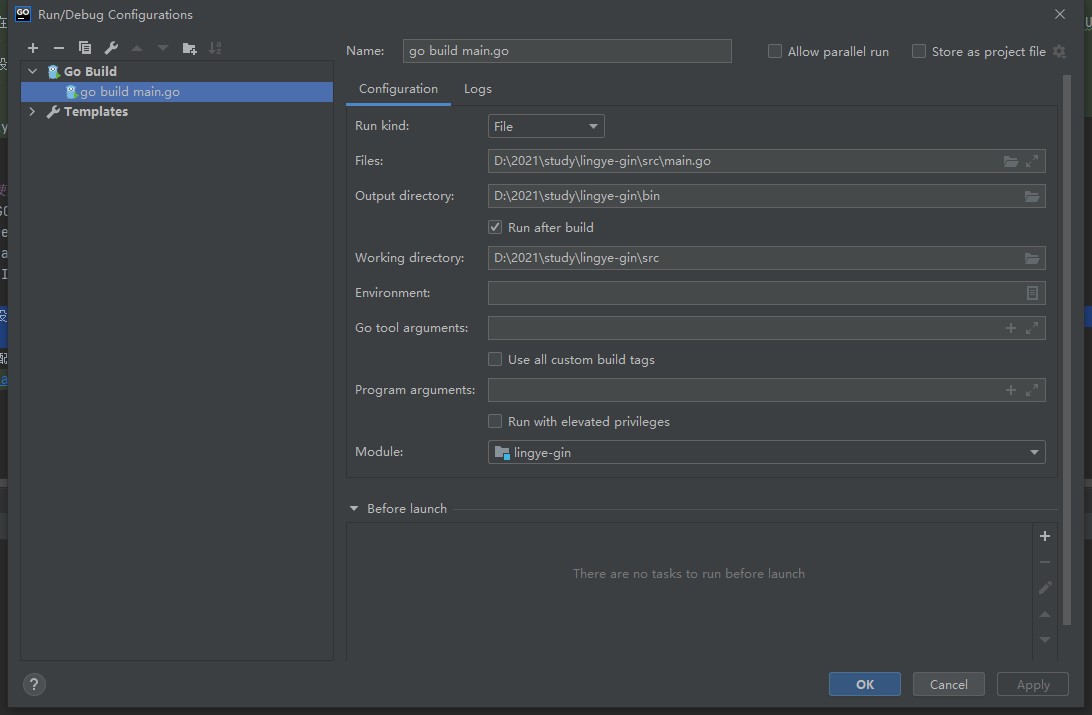 GO Run/Debug Configurations
Name: go build main.go Allow parallel run Store as project file
Go Build
go build main.go
Templates
Configuration Logs
Run kind: File
Files: D:\2021\study\lingye-gin\src\main.go
Output directory: D:\2021\study\lingye-gin\bin
Run after build
Working directory: D:\2021\study\lingye-gin\src
Environment:
Go tool arguments:
Use all custom build tags
Program arguments:
Run with elevated privileges
Module: lingye-gin
Before launch
There are no tasks to run before launch
? OK Cancel Apply